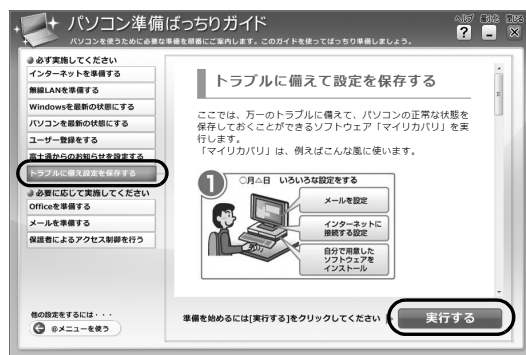 パソコン準備ばっちりガイド
パソコンを使うために必要な準備を順番にご案内します。このガイドを使ってばっちり準備しましょう。
ヘルプ 最小化 閉じる
必ず実施してください
インターネットを準備する
無線LANを準備する
Windowsを最新の状態にする
パソコンを最新の状態にする
ユーザー登録をする
富士通からのお知らせを設定する
トラブルに備え設定を保存する
必要に応じて実施してください
Officeを準備する
メールを準備する
保護者によるアクセス制御を行う
他の設定をするには・・・
@メニューを使う
トラブルに備えて設定を保存する
ここでは、万一のトラブルに備えて、パソコンの正常な状態を
保存しておくことができるソフトウェア「マイリカバリ」を実
行します。
「マイリカバリ」は、例えばこんな風に使います。
1 ○月△日 いろいろな設定をする
メールを設定
インターネットに
接続する設定
自分で用意した
ソフトウェアを
インストール
準備を始めるには[実行する]をクリックしてください
実行する